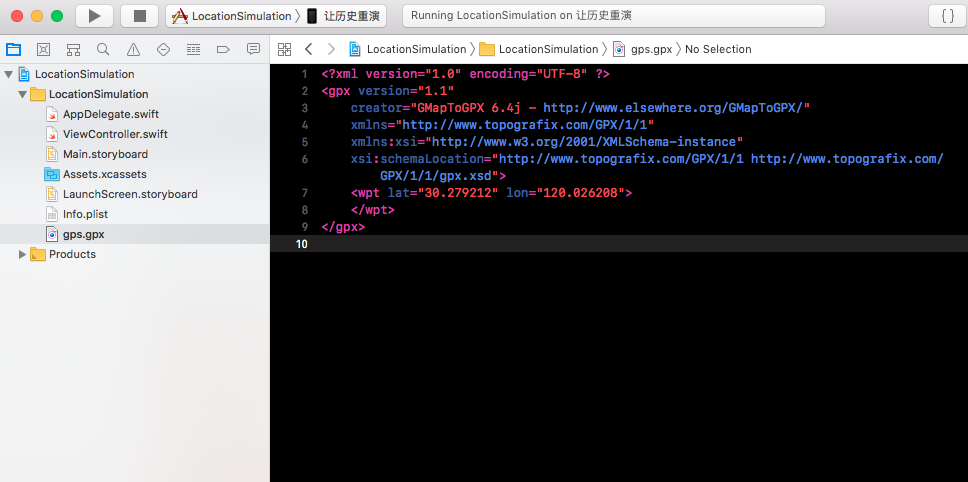 LocationSimulation 让历史重演
Running LocationSimulation on 让历史重演
{ }
LocationSimulation LocationSimulation gps.gpx No Selection
LocationSimulation
LocationSimulation
AppDelegate.swift
ViewController.swift
Main.storyboard
Assets.xcassets
LaunchScreen.storyboard
Info.plist
gps.gpx
Products
1 <?xml version="1.0" encoding="UTF-8" ?>
2 <gpx version="1.1"
3 creator="GMapToGPX 6.4j - http://www.elsewhere.org/GMapToGPX/"
4 xmlns="http://www.topografix.com/GPX/1/1"
5 xmlns:xsi="http://www.w3.org/2001/XMLSchema-instance"
6 xsi:schemaLocation="http://www.topografix.com/GPX/1/1 http://www.topografix.com/
GPX/1/1/gpx.xsd">
7 <wpt lat="30.279212" lon="120.026208">
8 </wpt>
9 </gpx>
10